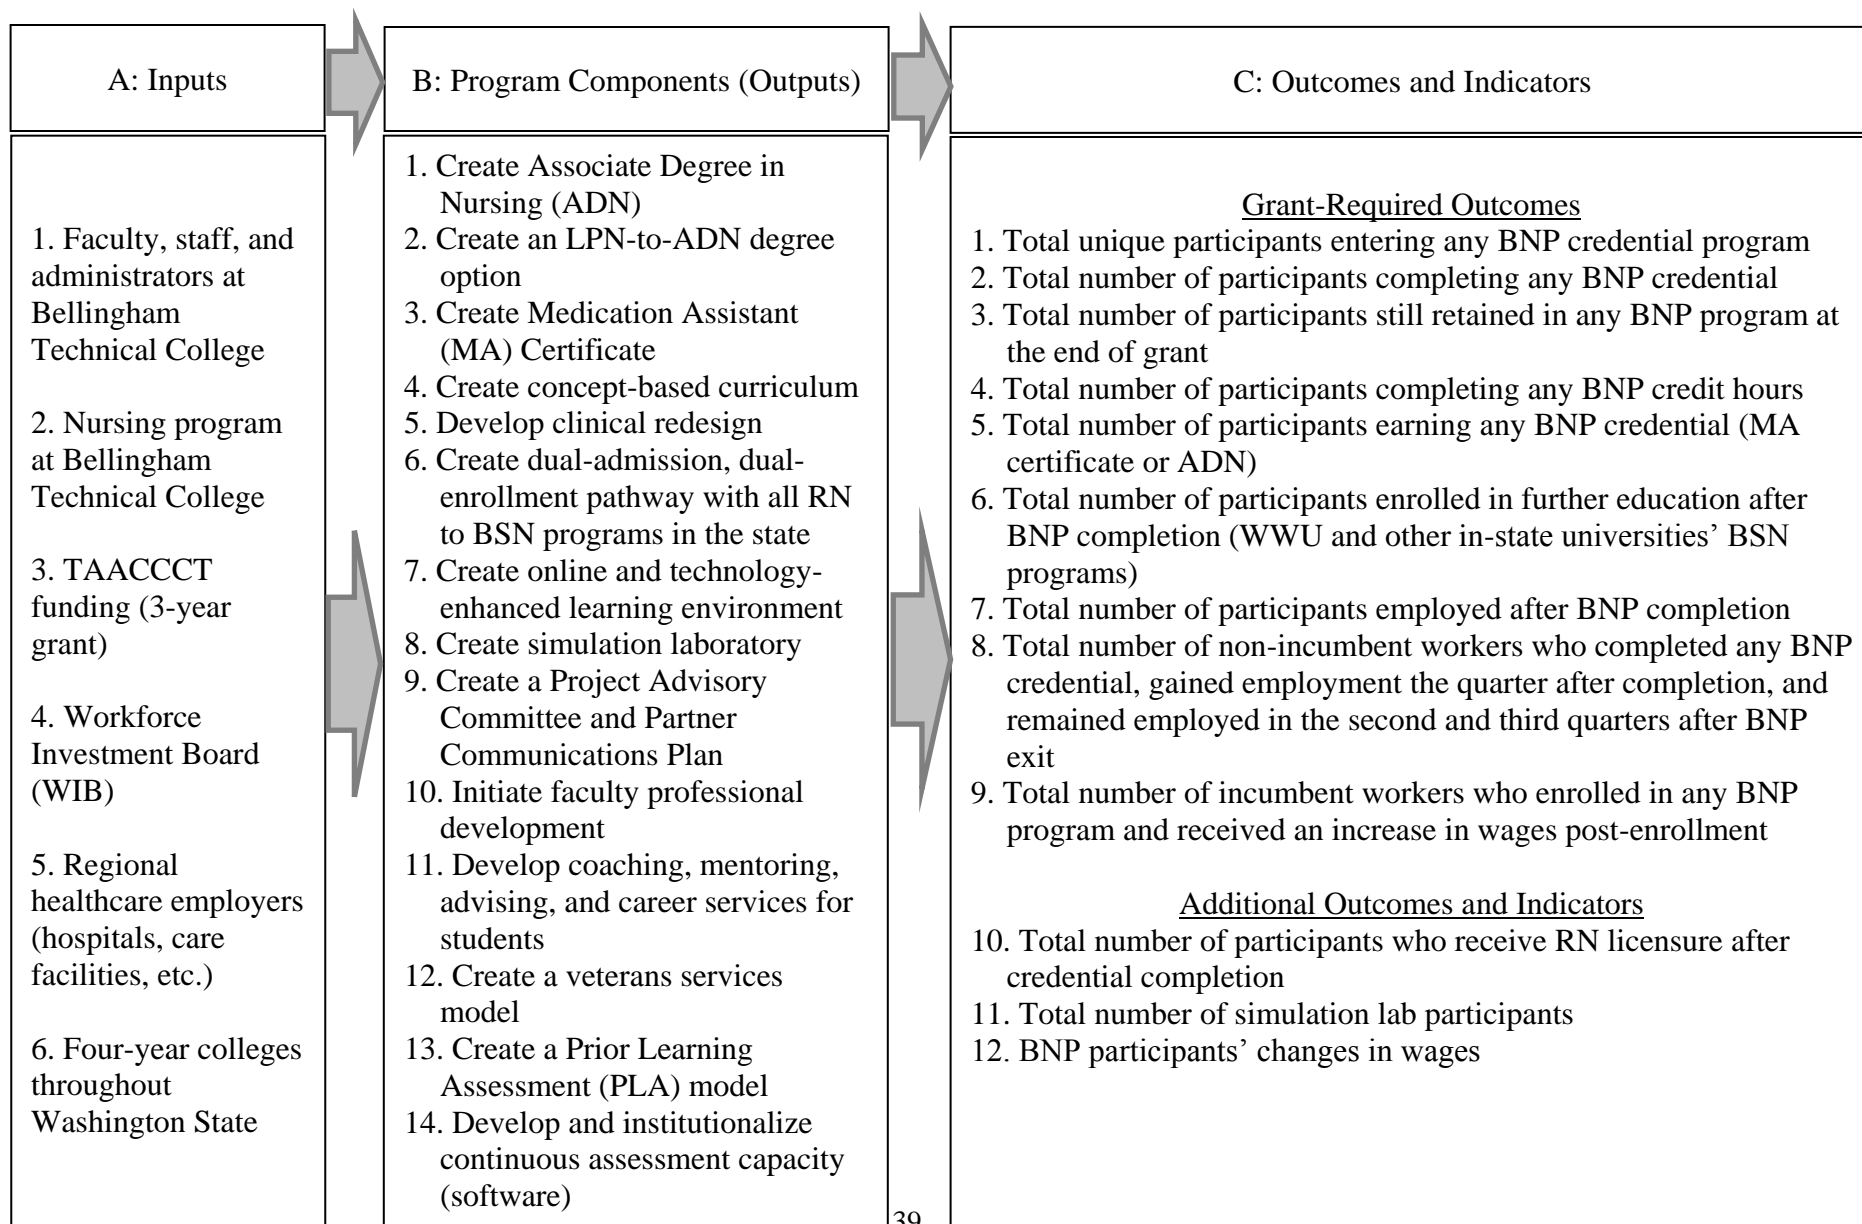 A: Inputs
B: Program Components (Outputs)
C: Outcomes and Indicators
1. Faculty, staff, and
administrators at
Bellingham
Technical College
2. Nursing program
at Bellingham
Technical College
3. TAACCCT
funding (3-year
grant)
4. Workforce
Investment Board
(WIB)
5. Regional
healthcare employers
(hospitals, care
facilities, etc.)
6. Four-year colleges
throughout
Washington State
1. Create Associate Degree in
Nursing (ADN)
2. Create an LPN-to-ADN degree
option
3. Create Medication Assistant
(MA) Certificate
4. Create concept-based curriculum
5. Develop clinical redesign
6. Create dual-admission, dual-
enrollment pathway with all RN
to BSN programs in the state
7. Create online and technology-
enhanced learning environment
8. Create simulation laboratory
9. Create a Project Advisory
Committee and Partner
Communications Plan
10. Initiate faculty professional
development
11. Develop coaching, mentoring,
advising, and career services for
students
12. Create a veterans services
model
13. Create a Prior Learning
Assessment (PLA) model
14. Develop and institutionalize
continuous assessment capacity
(software)
Grant-Required Outcomes
1. Total unique participants entering any BNP credential program
2. Total number of participants completing any BNP credential
3. Total number of participants still retained in any BNP program at
the end of grant
4. Total number of participants completing any BNP credit hours
5. Total number of participants earning any BNP credential (MA
certificate or ADN)
6. Total number of participants enrolled in further education after
BNP completion (WWU and other in-state universities’ BSN
programs)
7. Total number of participants employed after BNP completion
8. Total number of non-incumbent workers who completed any BNP
credential, gained employment the quarter after completion, and
remained employed in the second and third quarters after BNP
exit
9. Total number of incumbent workers who enrolled in any BNP
program and received an increase in wages post-enrollment
Additional Outcomes and Indicators
10. Total number of participants who receive RN licensure after
credential completion
11. Total number of simulation lab participants
12. BNP participants’ changes in wages
39